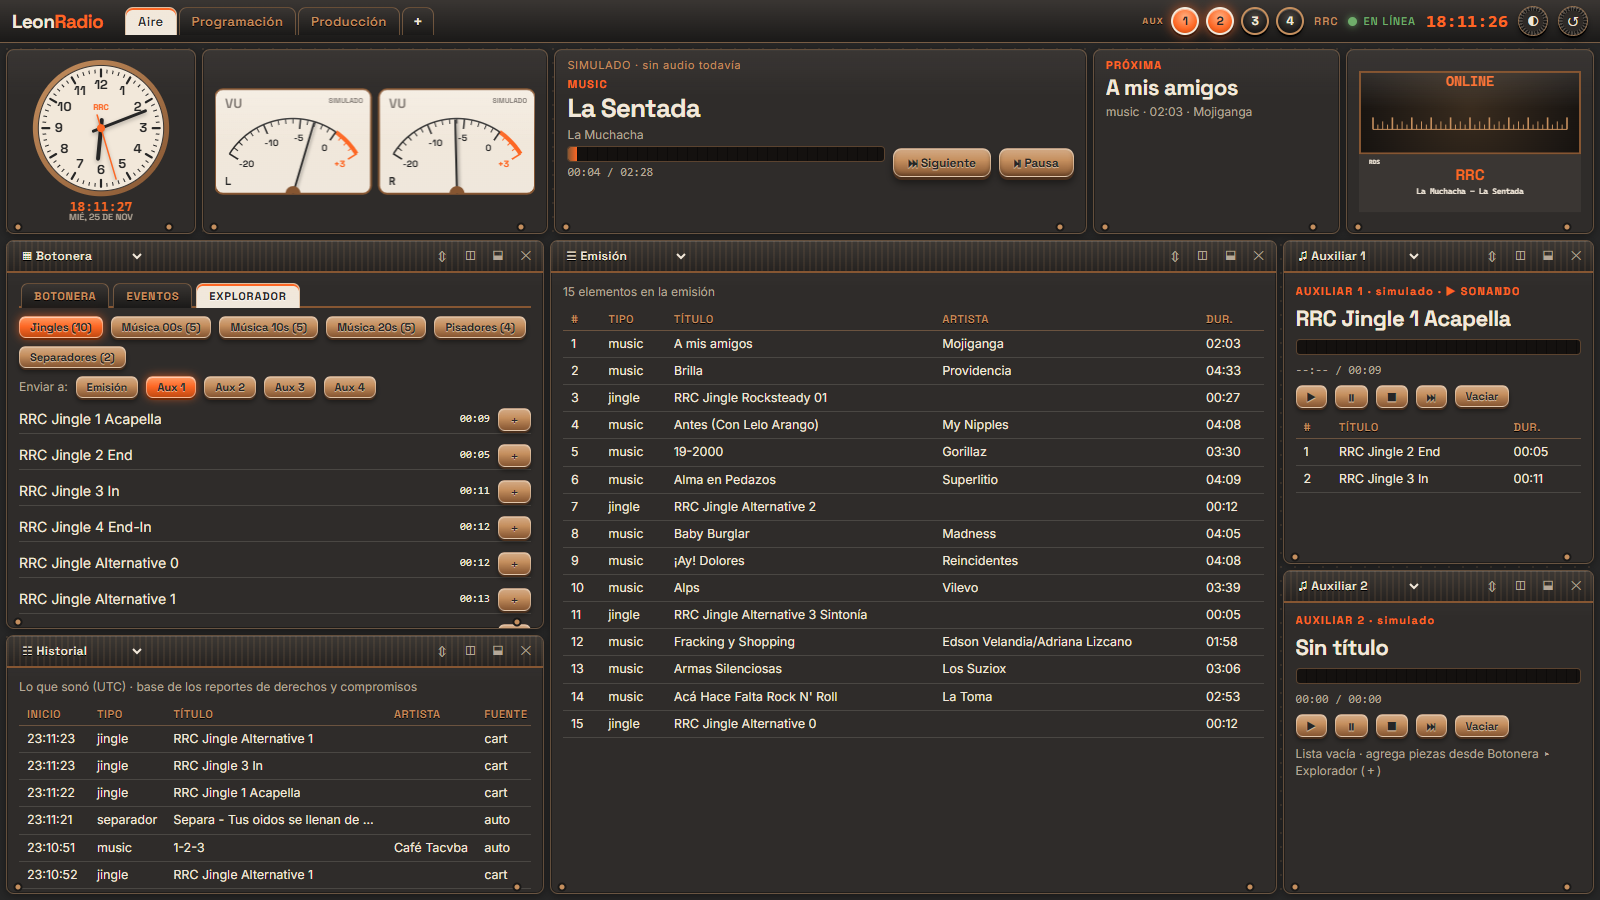 LeonRadio
Aire
Programación
Producción
+
AUX
1
2
3
4
RRC
EN LÍNEA
18:11:26
12
1
2
3
4
5
6
7
8
9
10
11
RRC
18:11:27
MIÉ, 25 DE NOV
VU
SIMULADO
-20
-10
-5
0
+3
L
VU
SIMULADO
-20
-10
-5
0
+3
R
SIMULADO · sin audio todavía
MUSIC
La Sentada
La Muchacha
00:04 / 02:28
Siguiente
Pausa
PRÓXIMA
A mis amigos
music · 02:03 · Mojiganga
ONLINE
RDS
RRC
La Muchacha – La Sentada
Botonera
BOTONERA
EVENTOS
EXPLORADOR
Jingles (10)
Música 00s (5)
Música 10s (5)
Música 20s (5)
Pisadores (4)
Separadores (2)
Enviar a:
Emisión
Aux 1
Aux 2
Aux 3
Aux 4
RRC Jingle 1 Acapella 00:09 +
RRC Jingle 2 End 00:05 +
RRC Jingle 3 In 00:11 +
RRC Jingle 4 End-In 00:12 +
RRC Jingle Alternative 0 00:12 +
RRC Jingle Alternative 1 00:13 +
Historial
Lo que sonó (UTC) · base de los reportes de derechos y compromisos
INICIO TIPO TÍTULO ARTISTA FUENTE
23:11:23 jingle RRC Jingle Alternative 1 cart
23:11:23 jingle RRC Jingle 3 In cart
23:11:22 jingle RRC Jingle 1 Acapella cart
23:11:21 separador Separa - Tus oidos se llenan de ... auto
23:10:51 music 1-2-3 Café Tacvba auto
23:10:52 jingle RRC Jingle Alternative 1 cart
Emisión
15 elementos en la emisión
# TIPO TÍTULO ARTISTA DUR.
1 music A mis amigos Mojiganga 02:03
2 music Brilla Providencia 04:33
3 jingle RRC Jingle Rocksteady 01 00:27
4 music Antes (Con Lelo Arango) My Nipples 04:08
5 music 19-2000 Gorillaz 03:30
6 music Alma en Pedazos Superlitio 04:09
7 jingle RRC Jingle Alternative 2 00:12
8 music Baby Burglar Madness 04:05
9 music ¡Ay! Dolores Reincidentes 04:08
10 music Alps Vilevo 03:39
11 jingle RRC Jingle Alternative 3 Sintonía 00:05
12 music Fracking y Shopping Edson Velandia/Adriana Lizcano 01:58
13 music Armas Silenciosas Los Suziox 03:06
14 music Acá Hace Falta Rock N' Roll La Toma 02:53
15 jingle RRC Jingle Alternative 0 00:12
Auxiliar 1
AUXILIAR 1 · simulado · ▶ SONANDO
RRC Jingle 1 Acapella
--:-- / 00:09
Vaciar
# TÍTULO DUR.
1 RRC Jingle 2 End 00:05
2 RRC Jingle 3 In 00:11
Auxiliar 2
AUXILIAR 2 · simulado
Sin título
00:00 / 00:00
Vaciar
Lista vacía · agrega piezas desde Botonera ▸
Explorador (+)